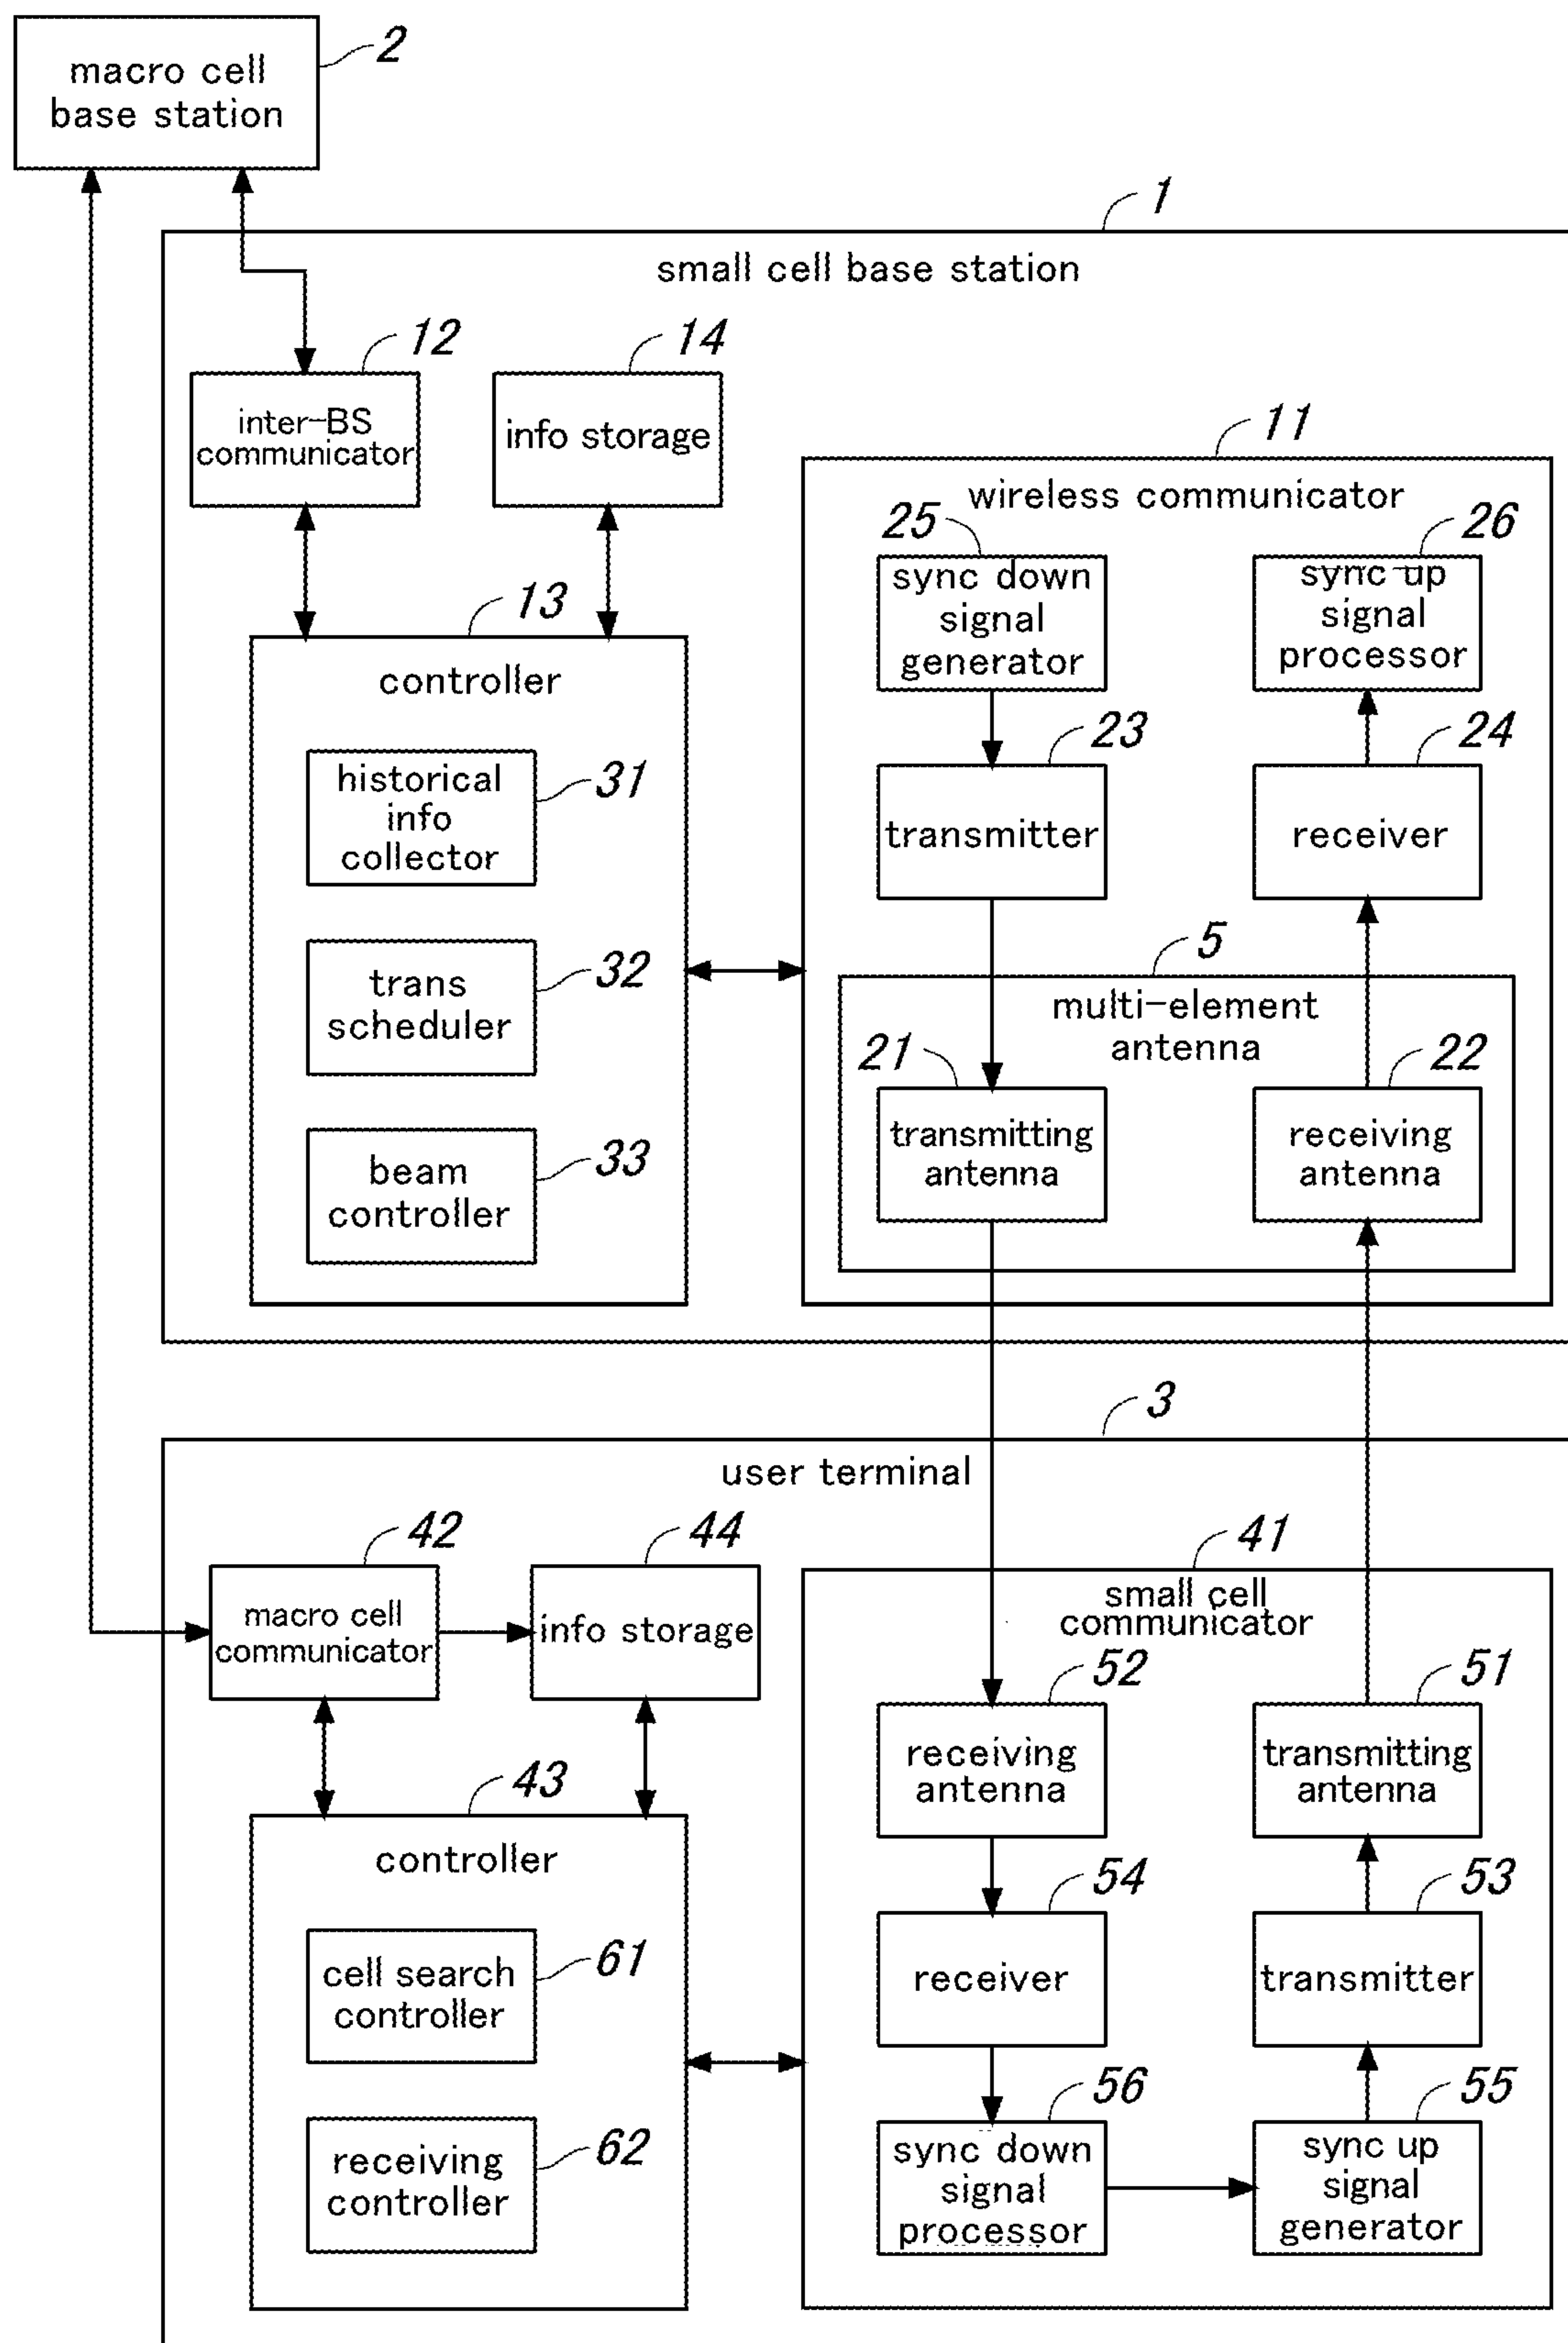 2
macro cell
base station
1
small cell base station
12
inter-BS
communicator
14
info storage
11
wireless communicator
25
sync down
signal
generator
26
sync up
signal
processor
13
controller
31
historical
info
collector
32
trans
scheduler
33
beam
controller
23
transmitter
24
receiver
5
multi-element
antenna
21
transmitting
antenna
22
receiving
antenna
3
user terminal
42
macro cell
communicator
44
info storage
41
small cell
communicator
52
receiving
antenna
51
transmitting
antenna
43
controller
61
cell search
controller
62
receiving
controller
54
receiver
53
transmitter
56
sync down
signal
processor
55
sync up
signal
generator